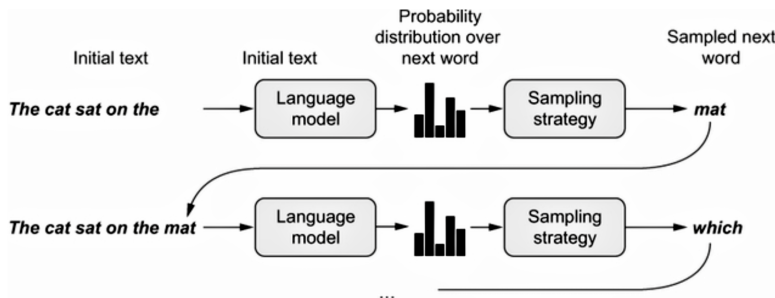 Probability
distribution over
next word
Sampled next
word
Initial text
Initial text
The cat sat on the
Language
model
Sampling
strategy
mat
The cat sat on the mat
Language
model
Sampling
strategy
which
...